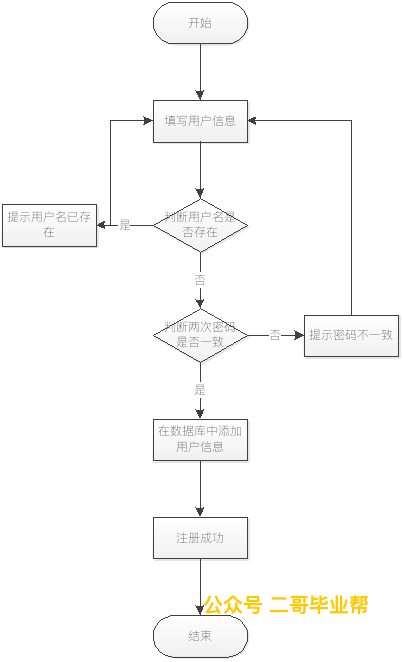 开始
填写用户信息
提示用户名已存
在
是
判断用户名是
否存在
否
判断两次密码
是否一致
否
提示密码不一致
是
在数据库中添加
用户信息
注册成功
公众号 二哥毕业帮
结束